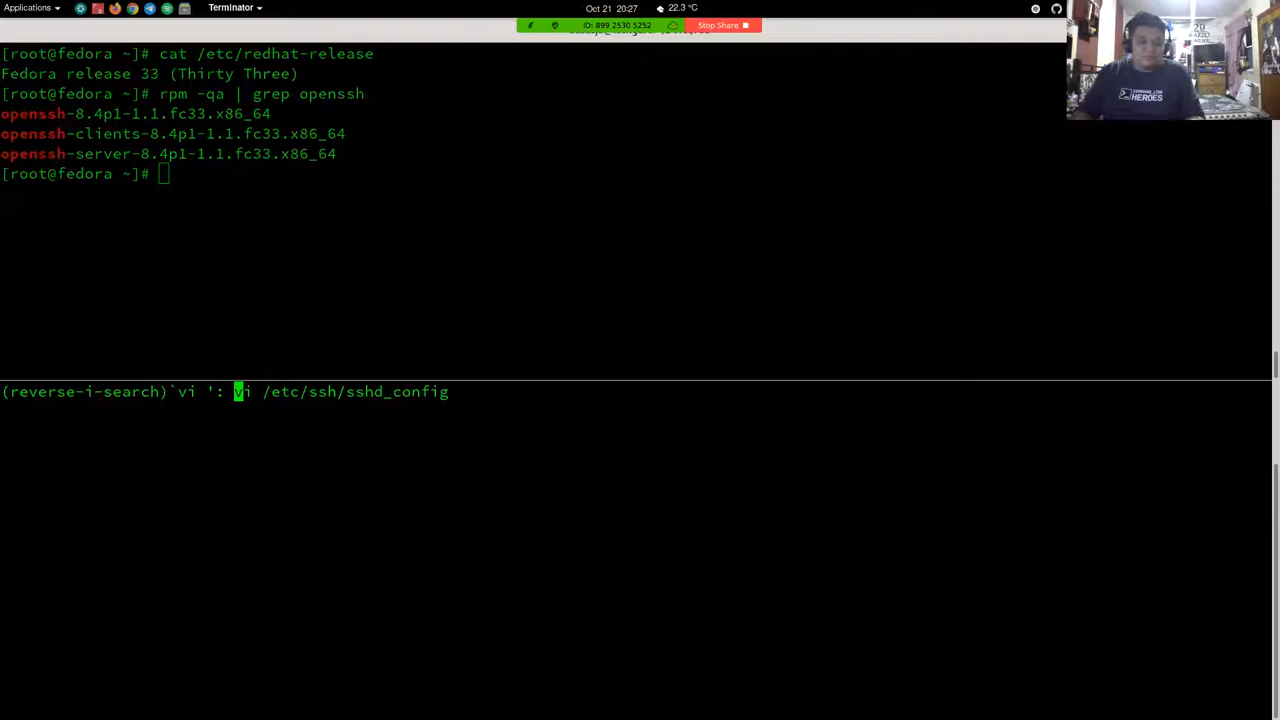 Applications
Terminator
Oct 21 20:27
22.3 °C
ID: 899 2530 5252
Stop Share
[root@fedora ~]# cat /etc/redhat-release
Fedora release 33 (Thirty Three)
[root@fedora ~]# rpm -qa | grep openssh
openssh-8.4p1-1.1.fc33.x86_64
openssh-clients-8.4p1-1.1.fc33.x86_64
openssh-server-8.4p1-1.1.fc33.x86_64
[root@fedora ~]#
(reverse-i-search)`vi ': vi /etc/ssh/sshd_config
COMMAND_LINE
HEROES